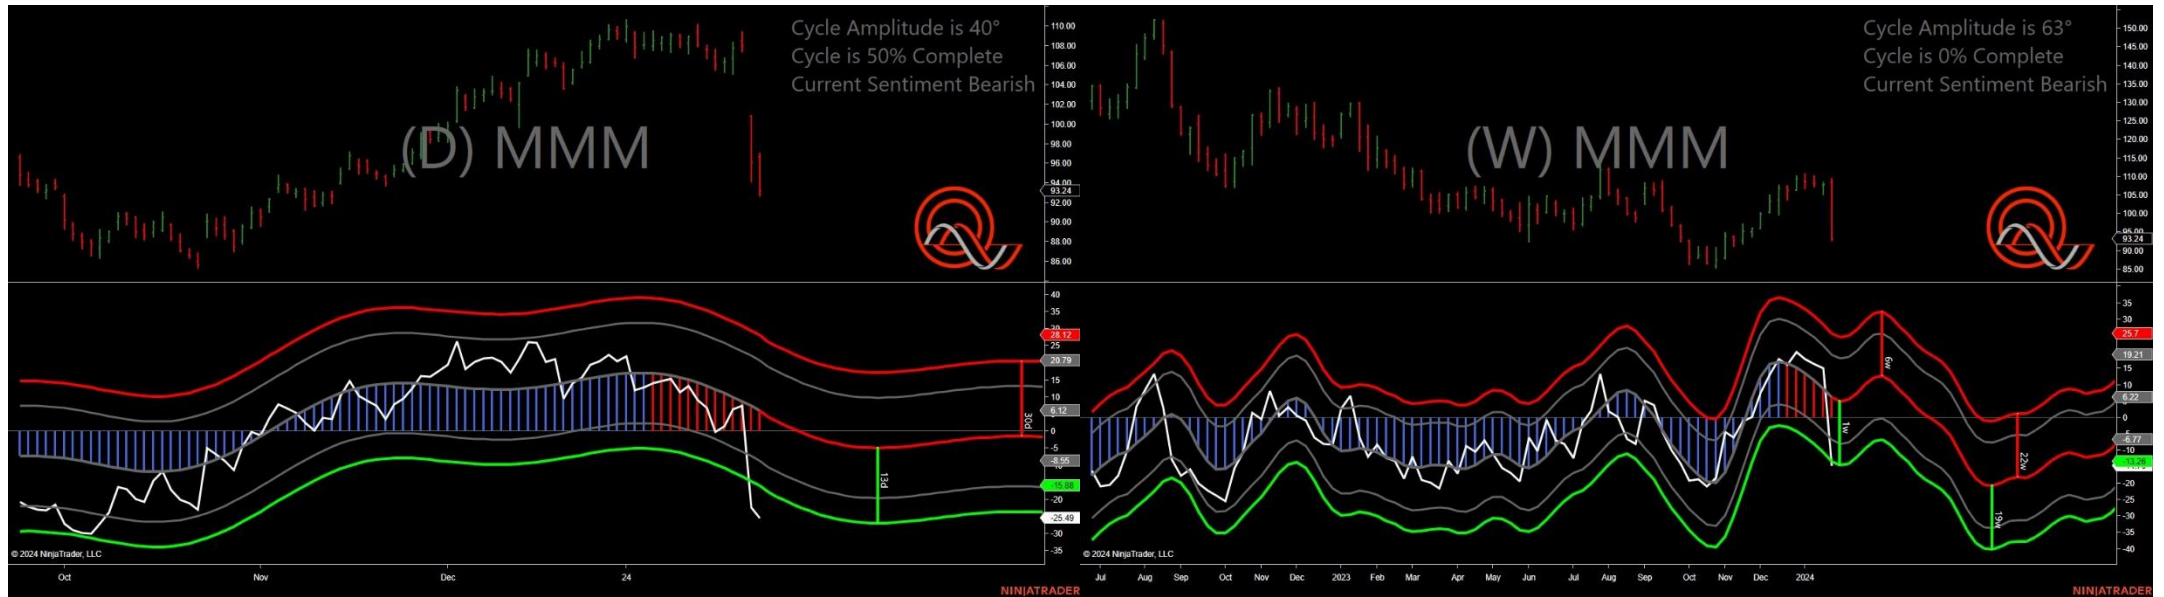 Cycle Amplitude is 40°
Cycle is 50% Complete
Current Sentiment Bearish
(D) MMM
110.00
108.00
106.00
104.00
102.00
100.00
98.00
96.00
94.00
93.24
92.00
90.00
88.00
86.00
40
35
28.12
25
20.79
15
10
6.12
0
-5
-8.55
-15.88
-20
-25.49
-30
-35
30d
13d
© 2024 NinjaTrader, LLC
Oct
Nov
Dec
24
NINJATRADER
Cycle Amplitude is 63°
Cycle is 0% Complete
Current Sentiment Bearish
(W) MMM
150.00
145.00
140.00
135.00
130.00
125.00
120.00
115.00
110.00
105.00
100.00
95.00
93.24
90.00
85.00
35
30
25.7
19.21
15
10
6.22
0
-6.77
-10
-13.26
-20
-25
-30
-35
-40
6w
1w
22w
19w
© 2024 NinjaTrader, LLC
Jul
Aug
Sep
Oct
Nov
Dec
2023
Feb
Mar
Apr
May
Jun
Jul
Aug
Sep
Oct
Nov
Dec
2024
NINJATRADER